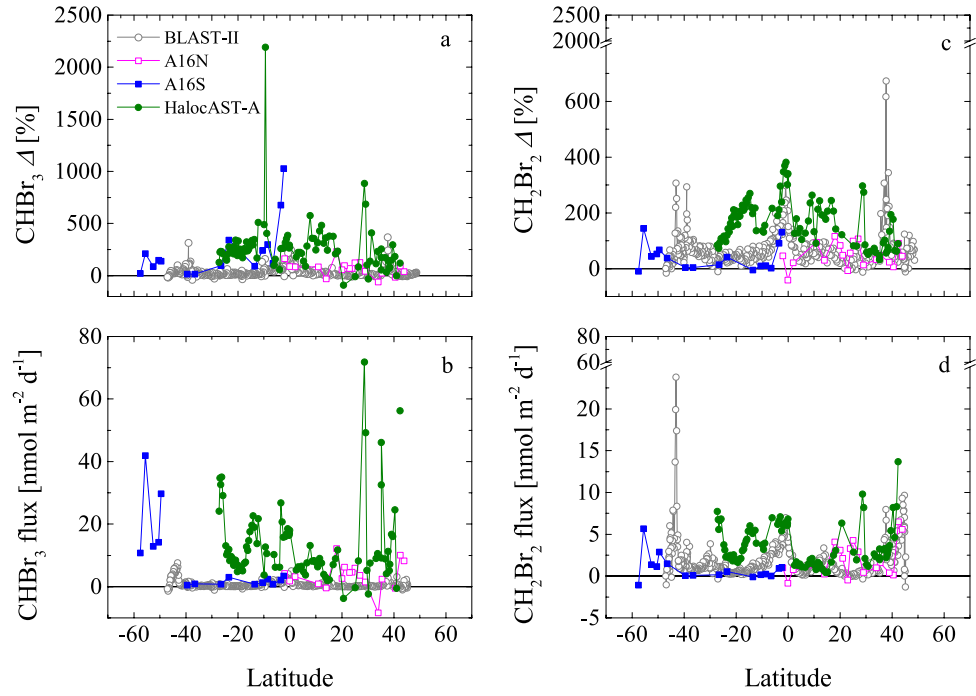 a
BLAST-II
A16N
A16S
HalocAST-A
CHBr3 Δ [%]
2500
2000
1500
1000
500
0
c
CH2Br2 Δ [%]
2500
2000
600
400
200
0
b
CHBr3 flux [nmol m-2 d-1]
80
60
40
20
0
-60 -40 -20 0 20 40 60
Latitude
d
CH2Br2 flux [nmol m-2 d-1]
80
60
25
20
15
10
5
0
-5
-60 -40 -20 0 20 40 60
Latitude